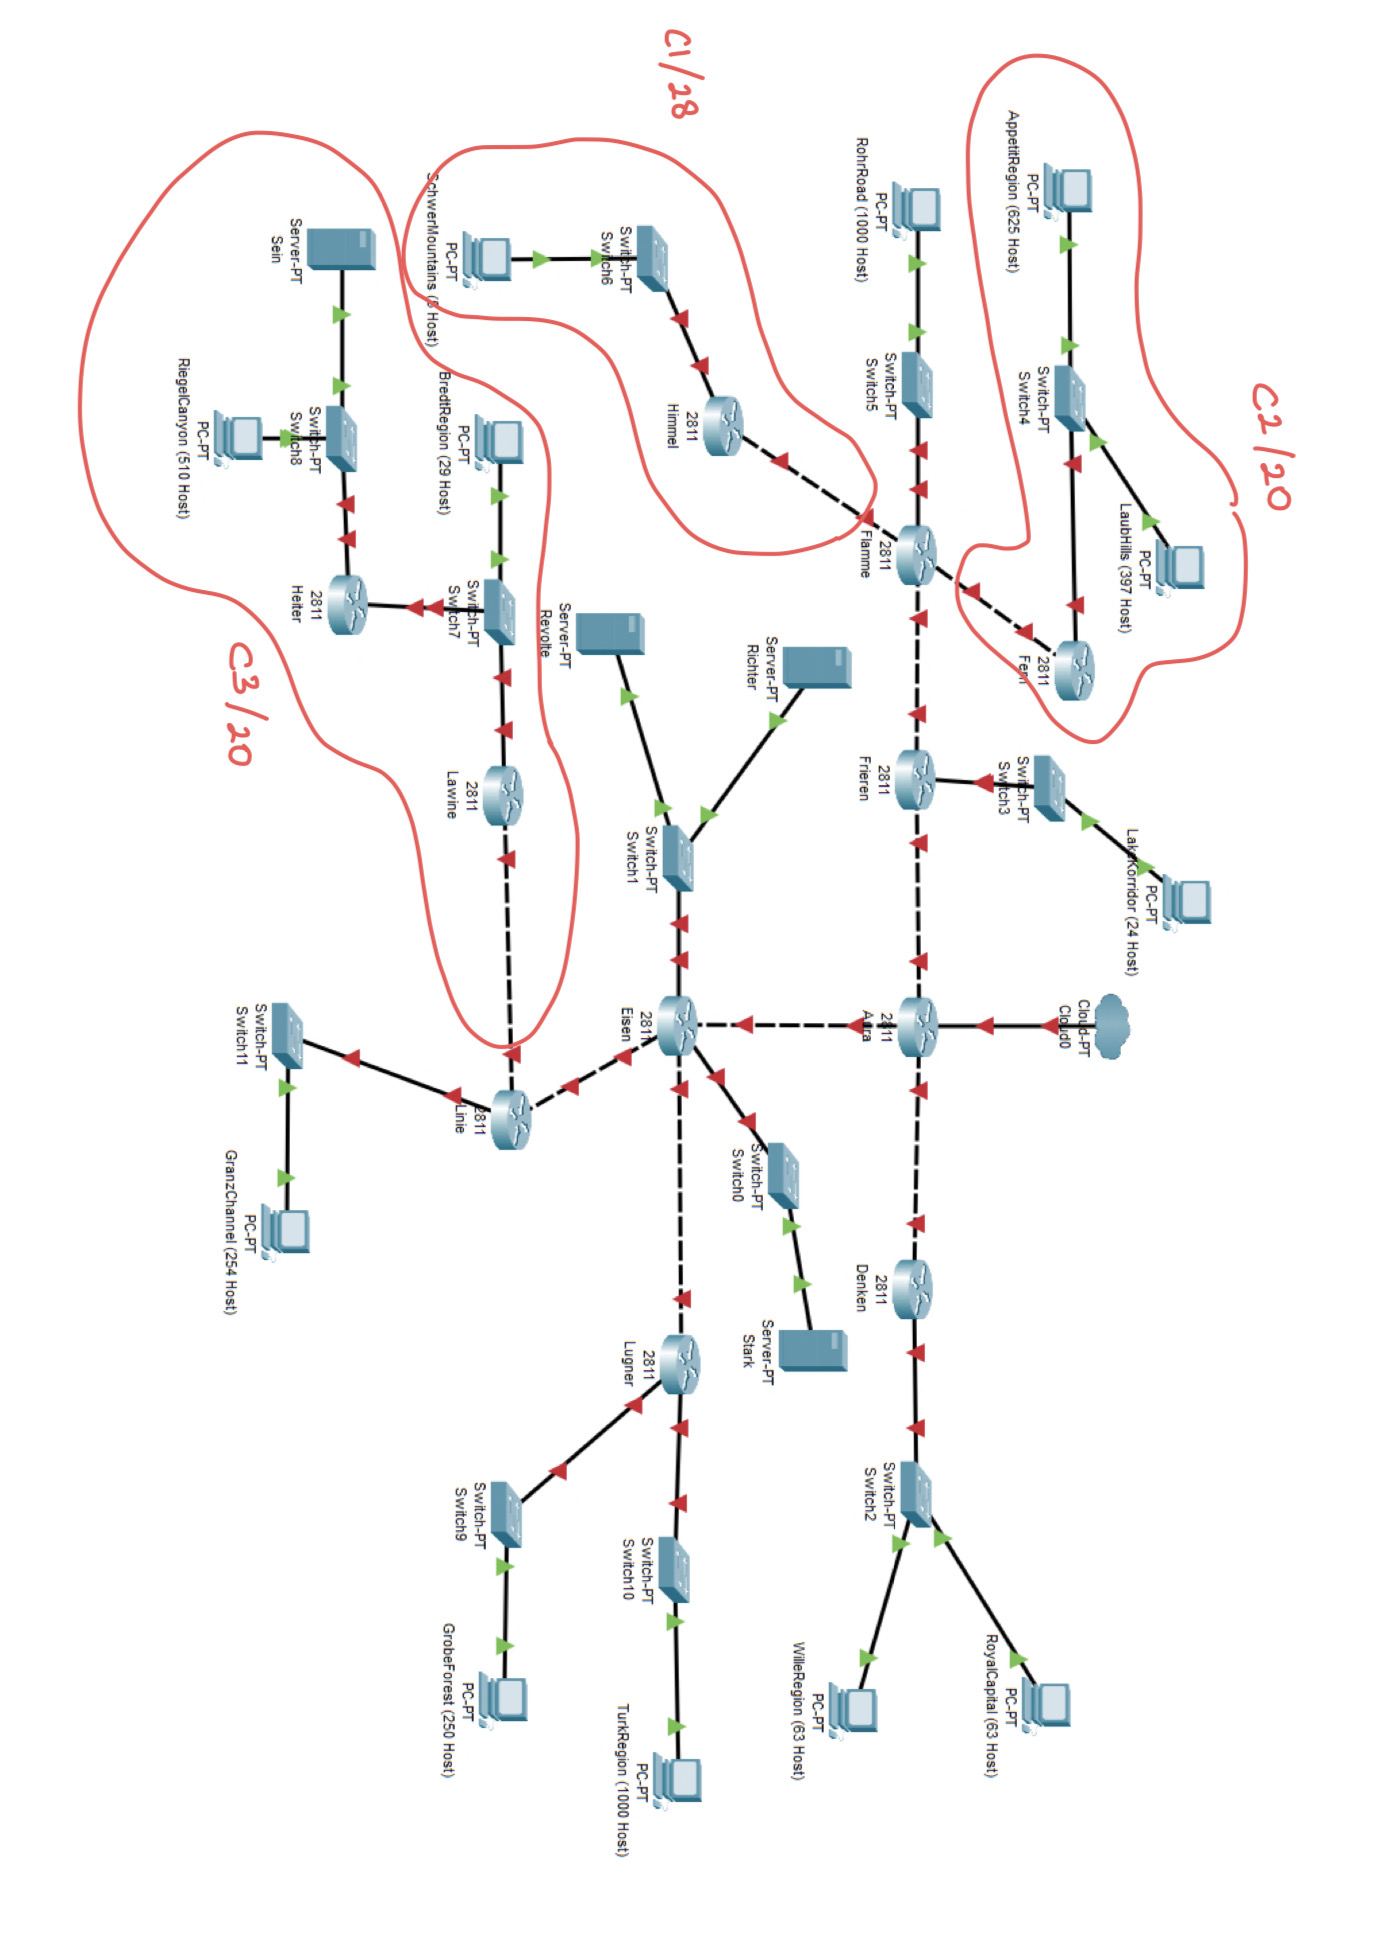 C2/20
PC-PT
LaubHills (397 Host)
PC-PT
LakeKorridor (24 Host)
Cloud-PT
Cloud0
PC-PT
AppetitRegion (625 Host)
Switch-PT
Switch4
2811
Fern
Switch-PT
Switch3
PC-PT
RoyalCapital (63 Host)
PC-PT
RohrRoad (1000 Host)
Switch-PT
Switch5
2811
Flamme
2811
Frieren
2811
Aura
2811
Denken
Switch-PT
Switch2
PC-PT
WilleRegion (63 Host)
Server-PT
Richter
Switch-PT
Switch0
Server-PT
Stark
C1/28
2811
Himmel
Switch-PT
Switch6
Switch-PT
Switch1
2811
Eisen
2811
Lugner
Switch-PT
Switch10
PC-PT
TurkRegion (1000 Host)
Server-PT
Revolte
PC-PT
SchwerMountains (5 Host)
PC-PT
BredtRegion (29 Host)
Switch-PT
Switch7
2811
Lawine
2811
Linie
Switch-PT
Switch9
PC-PT
GrobeForest (250 Host)
Server-PT
Sein
Switch-PT
Switch8
2811
Heiter
C3/20
Switch-PT
Switch11
PC-PT
GranzChannel (254 Host)
PC-PT
RiegelCanyon (510 Host)